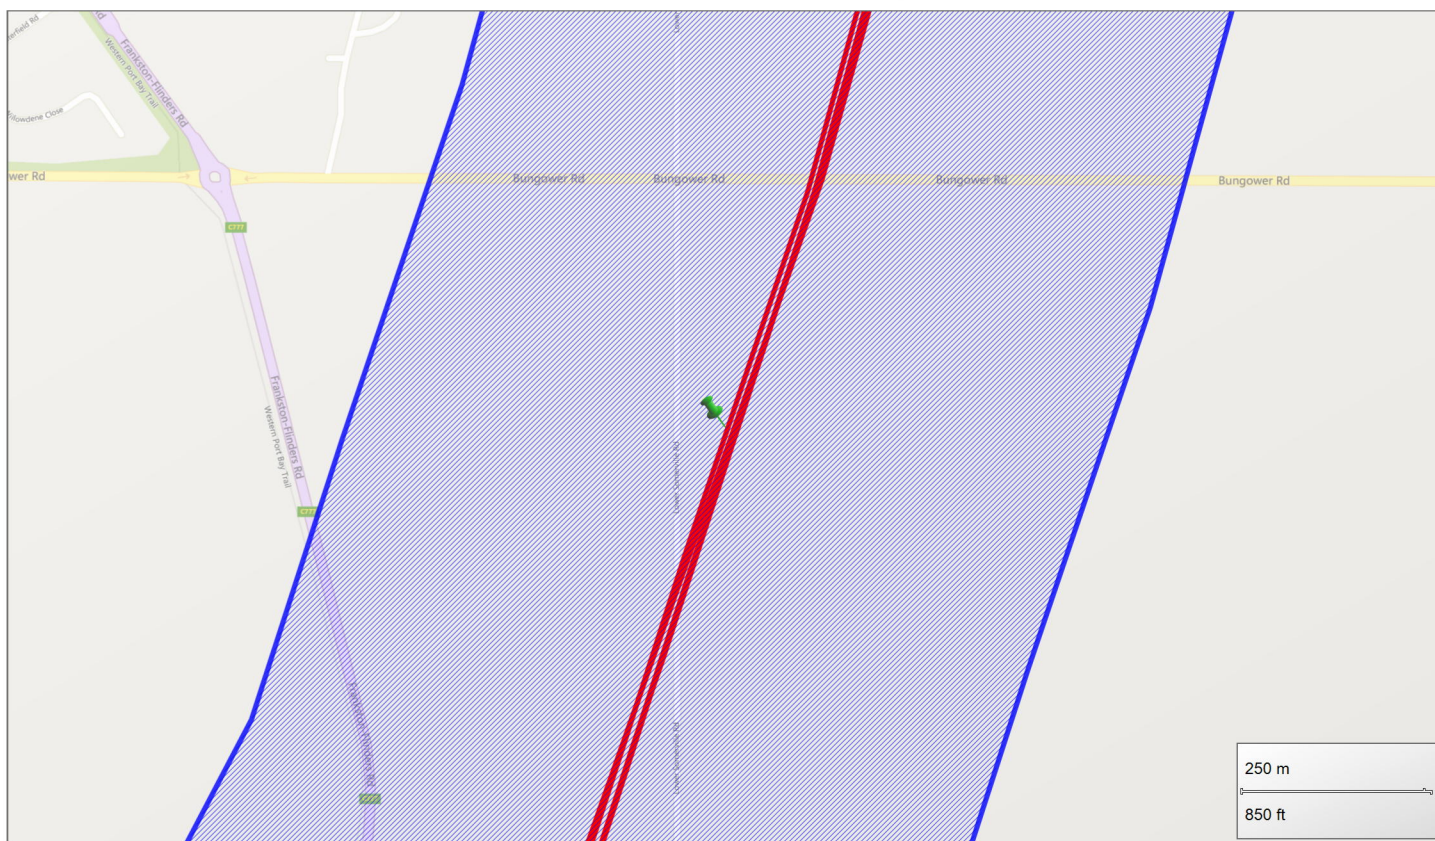 Rd
Frankston-Flinders Rd
Western Port Bay Trail
wer Rd
Bungower Rd
Bungower Rd
Bungower Rd
Bungower Rd
C777
Frankston-Flinders Rd
Western Port Bay Trail
Lower Somerville Rd
C777
Frankston-Flinders Rd
Lower Somerville Rd
C777
250 m
850 ft